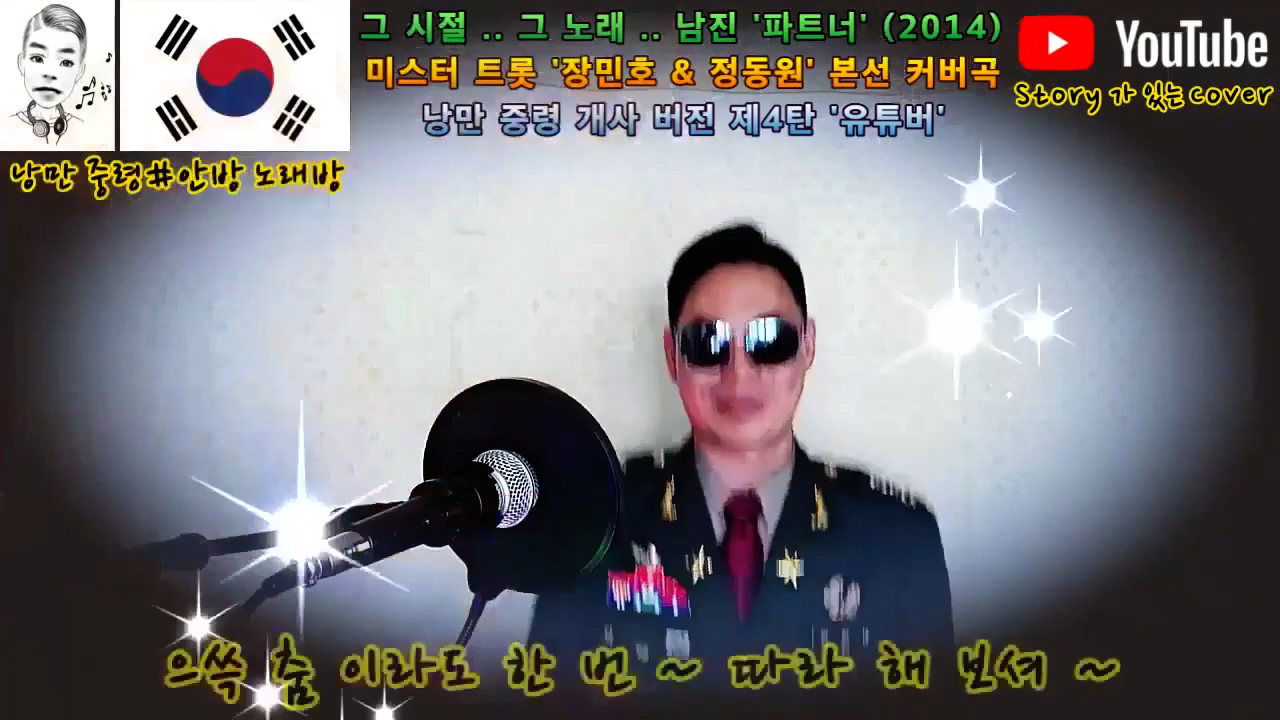 그 시절 .. 그 노래 .. 남진 '파트너' (2014)
미스터 트롯 '장민호 & 정동원' 본선 커버곡
낭만 중령 개사 버전 제4탄 '유튜버'
YouTube
Story 가 있는 cover
낭만 중령#안방 노래방
으쓱 춤 이라도 한 번 ~ 따라 해 보셔 ~